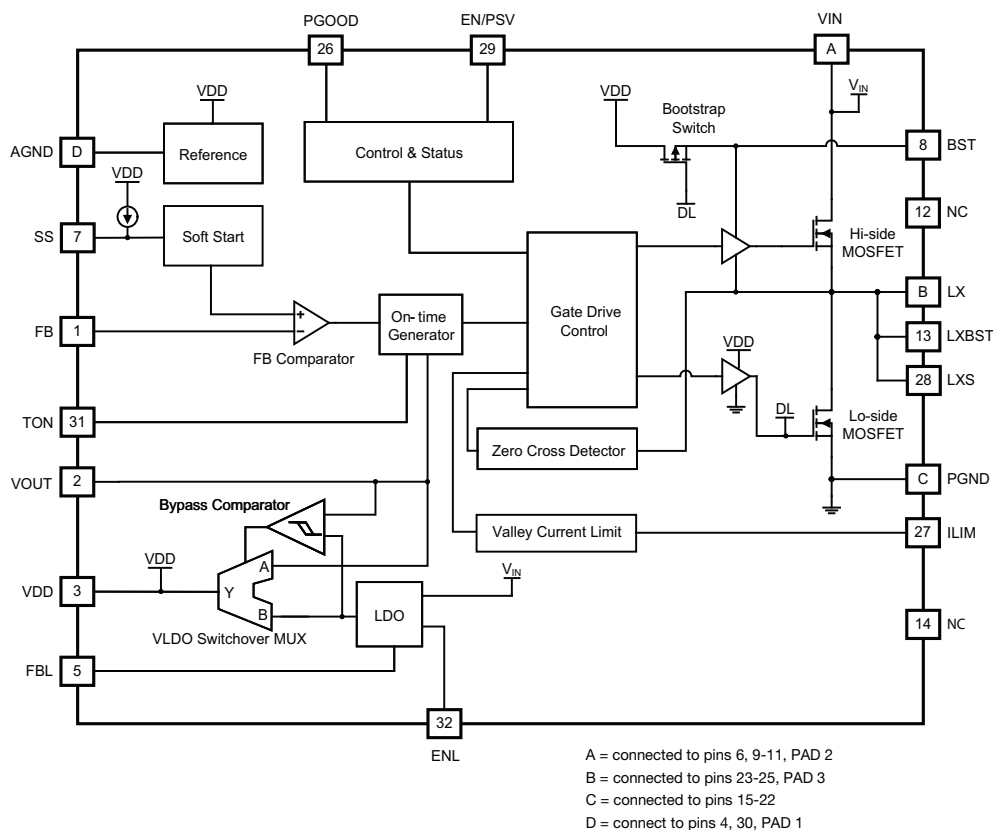 PGOOD
EN/PSV
VIN
26
29
A
VDD
VDD
Bootstrap
Switch
VIN
AGND
D
Reference
Control & Status
8
BST
VDD
DL
12
NC
SS
7
Soft Start
Hi-side
MOSFET
B
LX
FB
1
+
–
FB Comparator
On-time
Generator
Gate Drive
Control
13
LXBST
VDD
28
LXS
TON
31
DL
Lo-side
MOSFET
Zero Cross Detector
VOUT
2
C
PGND
Bypass Comparator
Valley Current Limit
27
ILIM
VDD
A
VIN
VDD
3
Y
B
LDO
14
NC
VLDO Switchover MUX
FBL
5
32
ENL
A = connected to pins 6, 9-11, PAD 2
B = connected to pins 23-25, PAD 3
C = connected to pins 15-22
D = connect to pins 4, 30, PAD 1